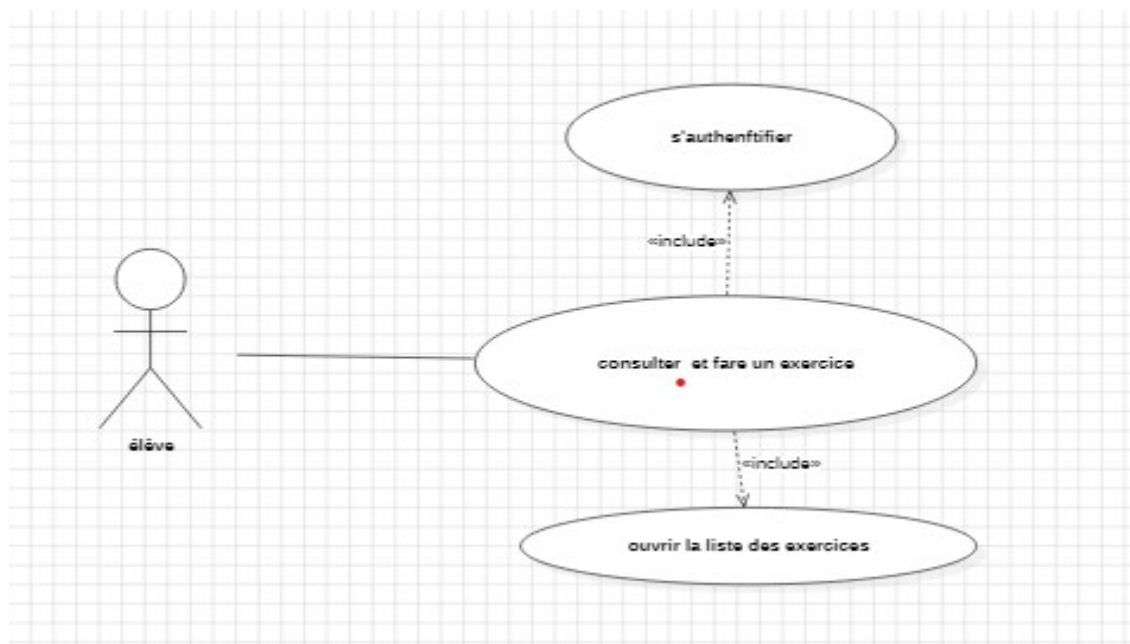 s'authenftifier
«include»
consulter et fare un exercice
élève
«include»
ouvrir la liste des exercices